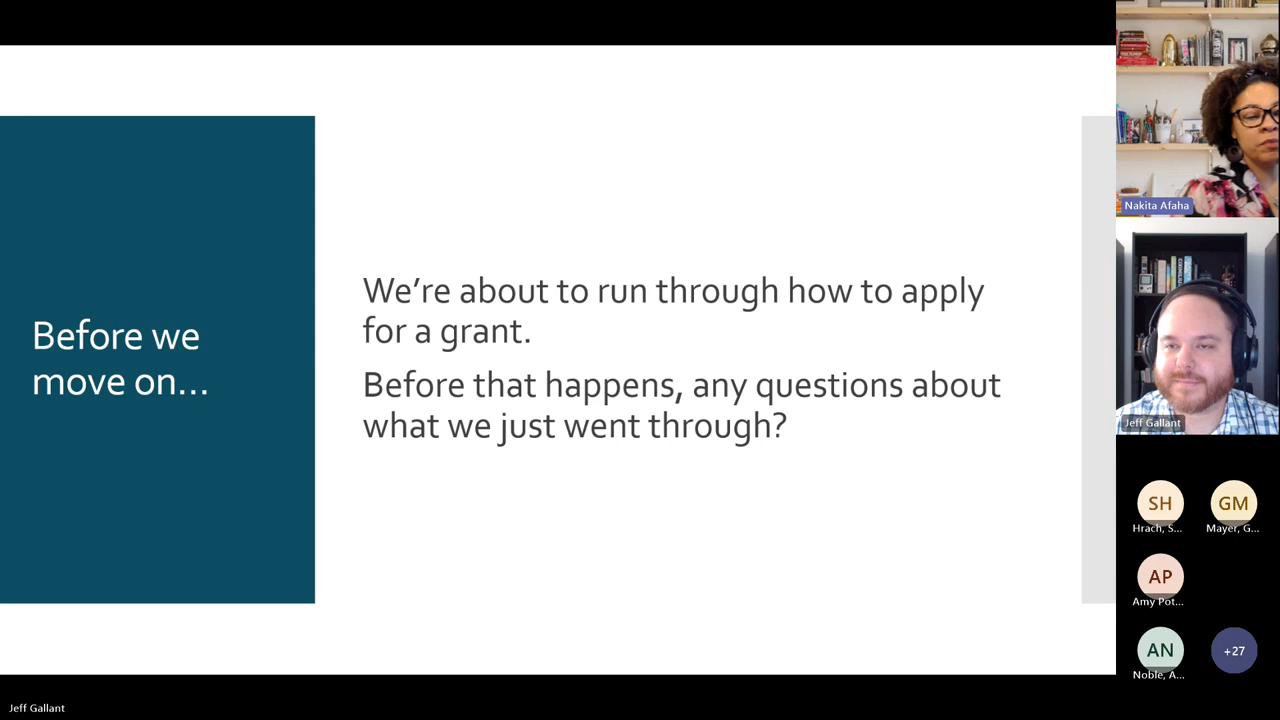 Before we
move on...
We're about to run through how to apply
for a grant.
Before that happens, any questions about
what we just went through?
Nakita Afaha
Jeff Gallant
SH
Hrach, S...
GM
Mayer, G...
AP
Amy Pot...
AN
Noble, A...
+27
Jeff Gallant